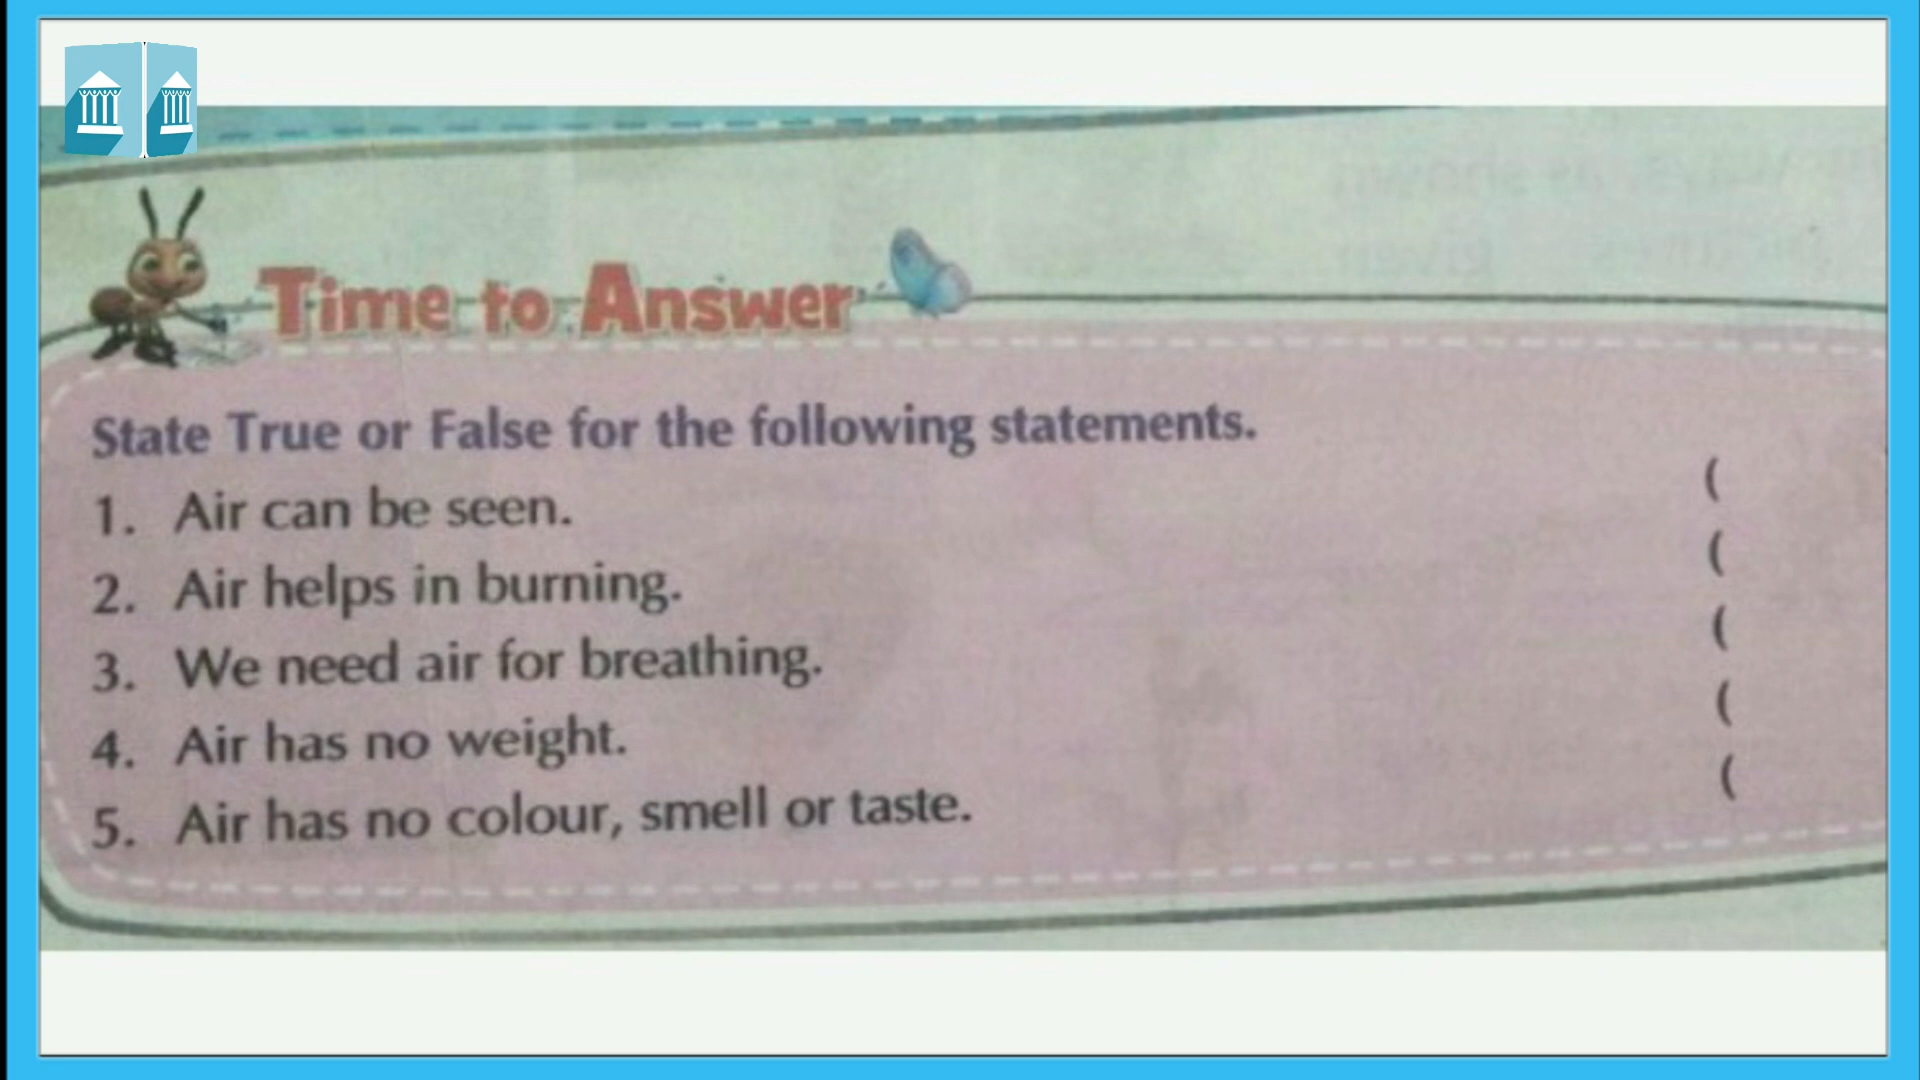 Time to Answer
State True or False for the following statements.
1. Air can be seen. (
2. Air helps in burning. (
3. We need air for breathing. (
4. Air has no weight. (
5. Air has no colour, smell or taste. (